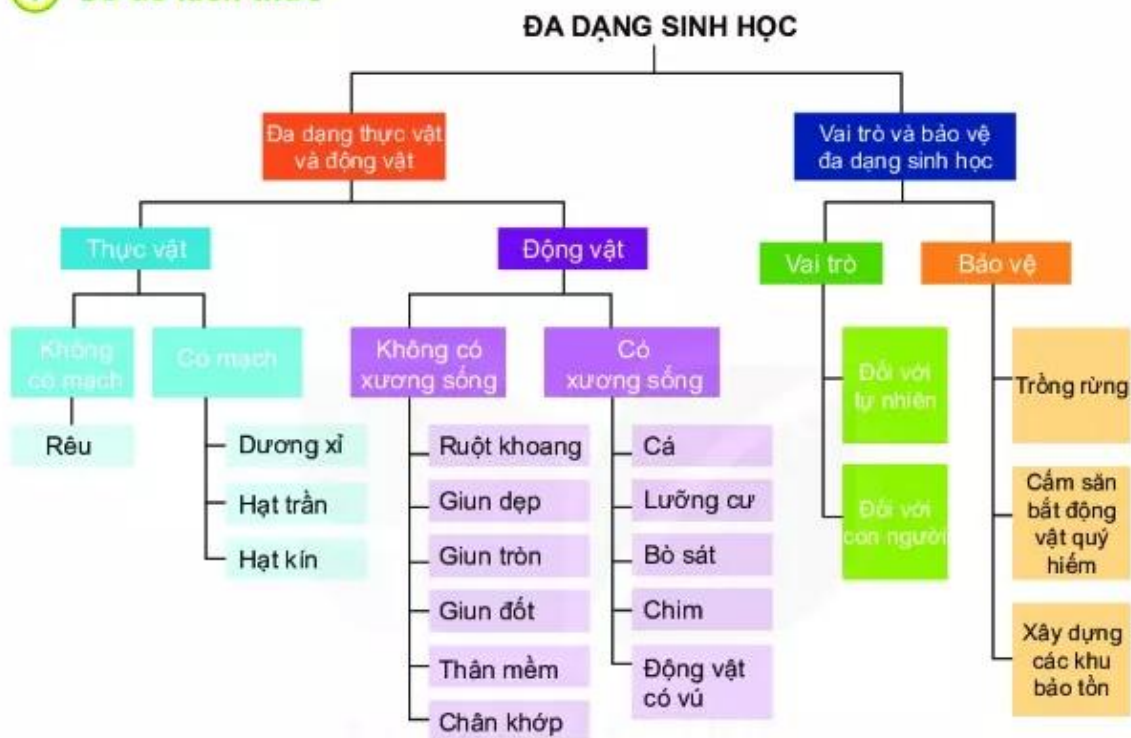 ĐA DẠNG SINH HỌC
Đa dạng thực vật
và động vật
Vai trò và bảo vệ
đa dạng sinh học
Thực vật
Động vật
Vai trò
Bảo vệ
Không
có mạch
Có mạch
Không có
xương sống
Có
xương sống
Đối với
tự nhiên
Trồng rừng
Rêu
Dương xỉ
Hạt trần
Hạt kín
Ruột khoang
Giun dẹp
Giun tròn
Giun đốt
Thân mềm
Chân khớp
Cá
Lưỡng cư
Bò sát
Chim
Động vật
có vú
Đối với
con người
Cấm săn
bắt động
vật quý
hiếm
Xây dựng
các khu
bảo tồn